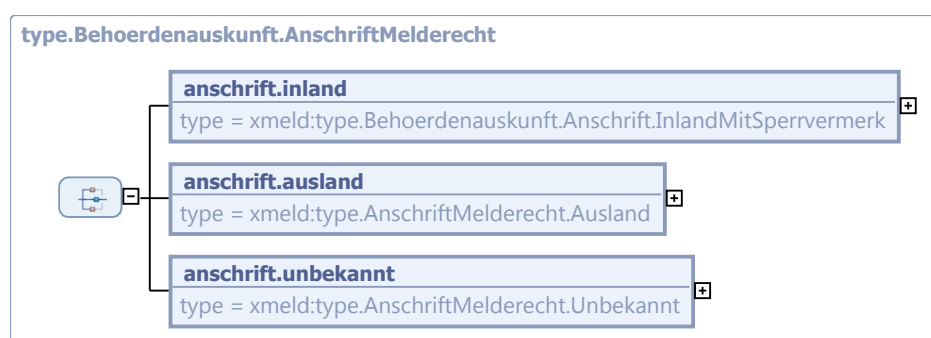 type.Behoerdenauskunft.AnschriftMelderecht
anschrift.inland
type = xmeld:type.Behoerdenauskunft.Anschrift.InlandMitSperrvermerk
anschrift.ausland
type = xmeld:type.AnschriftMelderecht.Ausland
anschrift.unbekannt
type = xmeld:type.AnschriftMelderecht.Unbekannt